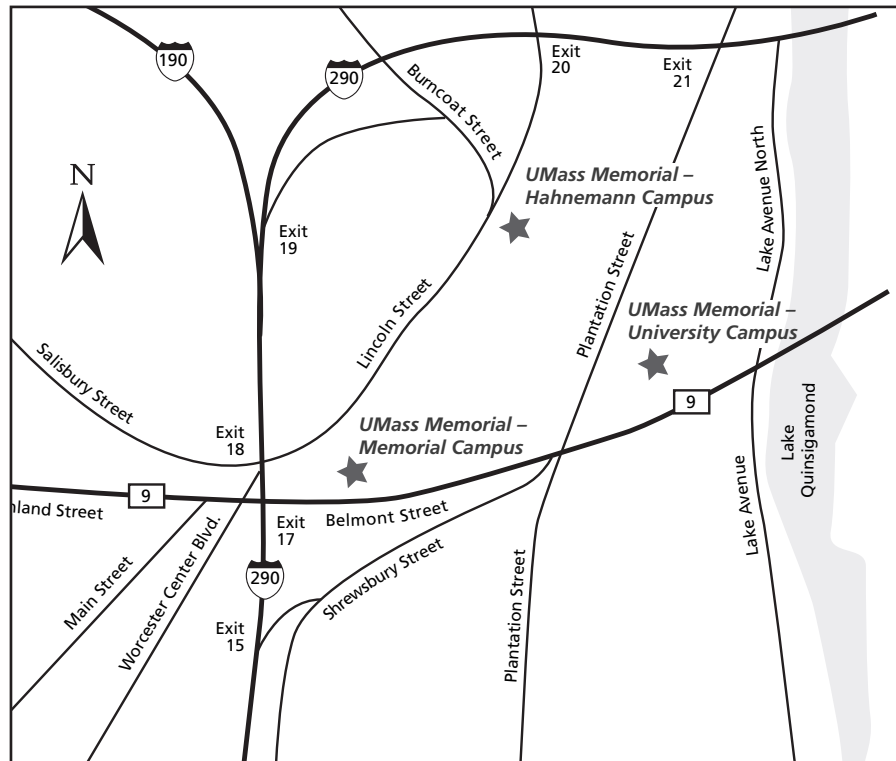 190
290
Exit
20
Exit
21
Burncoat Street
N
UMass Memorial –
Hahnemann Campus
Lake Avenue North
Exit
19
Plantation Street
Lincoln Street
UMass Memorial –
University Campus
Salisbury Street
9
Exit
18
UMass Memorial –
Memorial Campus
Lake
Quinsigamond
9
nland Street
Belmont Street
Exit
17
Lake Avenue
Main Street
Worcester Center Blvd.
290
Shrewsbury Street
Exit
15
Plantation Street